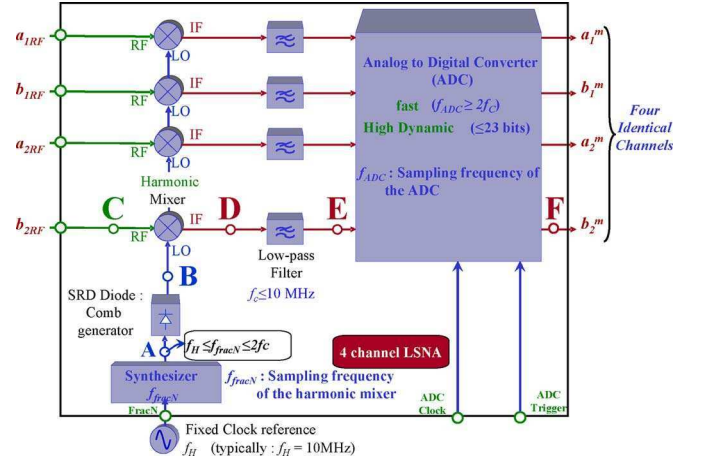 a1RF
RF
IF
LO
a1m
b1RF
RF
IF
LO
b1m
a2RF
RF
IF
LO
a2m
Analog to Digital Converter
(ADC)
fast (fADC ≥ 2fC)
High Dynamic (≤23 bits)
fADC : Sampling frequency of
the ADC
Four
Identical
Channels
Harmonic
Mixer
b2RF
C
RF
IF
D
E
F
b2m
LO
Low-pass
Filter
fc≤10 MHz
B
SRD Diode :
Comb
generator
A
fH ≤ffracN ≤2fc
4 channel LSNA
Synthesizer
ffracN
ffracN : Sampling frequency
of the harmonic mixer
FracN
ADC
Clock
ADC
Trigger
Fixed Clock reference
fH (typically : fH = 10MHz)